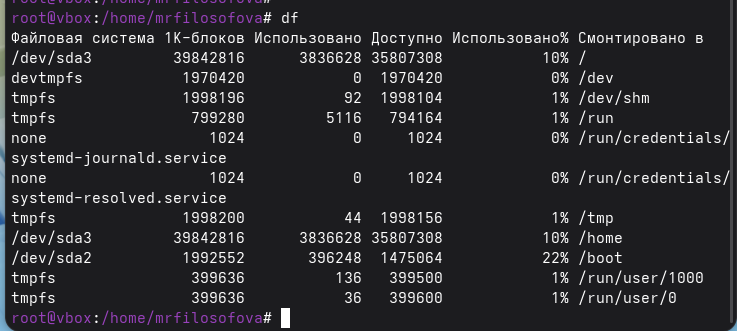 root@vbox:/home/mrfilosofova#
root@vbox:/home/mrfilosofova# df
Файловая система 1K-блоков Использовано Доступно Использовано% Смонтировано в
/dev/sda3 39842816 3836628 35807308 10% /
devtmpfs 1970420 0 1970420 0% /dev
tmpfs 1998196 92 1998104 1% /dev/shm
tmpfs 799280 5116 794164 1% /run
none 1024 0 1024 0% /run/credentials/
systemd-journald.service
none 1024 0 1024 0% /run/credentials/
systemd-resolved.service
tmpfs 1998200 44 1998156 1% /tmp
/dev/sda3 39842816 3836628 35807308 10% /home
/dev/sda2 1992552 396248 1475064 22% /boot
tmpfs 399636 136 399500 1% /run/user/1000
tmpfs 399636 36 399600 1% /run/user/0
root@vbox:/home/mrfilosofova#